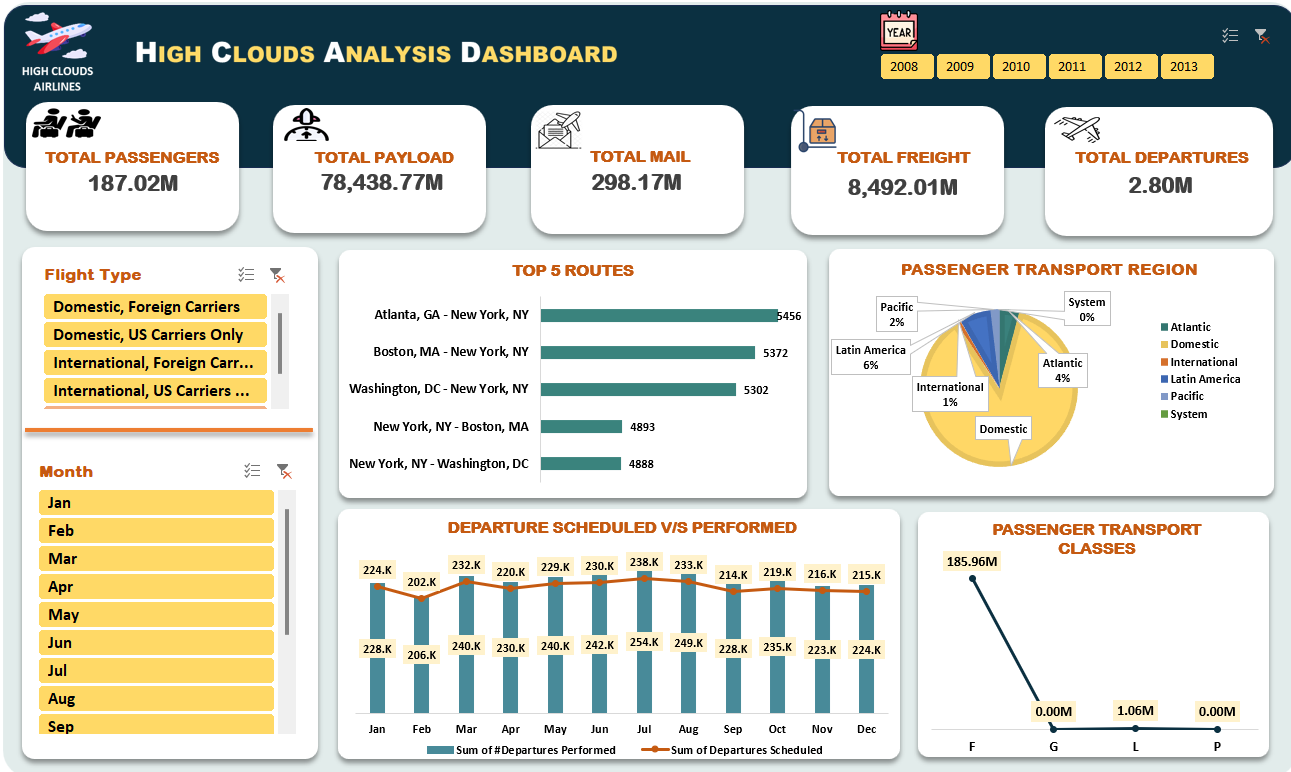 HIGH CLOUDS
AIRLINES
High Clouds Analysis Dashboard
YEAR
2008 2009 2010 2011 2012 2013
TOTAL PASSENGERS
187.02M
TOTAL PAYLOAD
78,438.77M
TOTAL MAIL
298.17M
TOTAL FREIGHT
8,492.01M
TOTAL DEPARTURES
2.80M
Flight Type
Domestic, Foreign Carriers
Domestic, US Carriers Only
International, Foreign Carr...
International, US Carriers ...
Month
Jan
Feb
Mar
Apr
May
Jun
Jul
Aug
Sep
TOP 5 ROUTES
Atlanta, GA - New York, NY 5456
Boston, MA - New York, NY 5372
Washington, DC - New York, NY 5302
New York, NY - Boston, MA 4893
New York, NY - Washington, DC 4888
PASSENGER TRANSPORT REGION
Pacific
2%
System
0%
Latin America
6%
Atlantic
4%
International
1%
Domestic
Atlantic
Domestic
International
Latin America
Pacific
System
DEPARTURE SCHEDULED V/S PERFORMED
224.K 202.K 232.K 220.K 229.K 230.K 238.K 233.K 214.K 219.K 216.K 215.K
228.K 206.K 240.K 230.K 240.K 242.K 254.K 249.K 228.K 235.K 223.K 224.K
Jan Feb Mar Apr May Jun Jul Aug Sep Oct Nov Dec
Sum of #Departures Performed Sum of Departures Scheduled
PASSENGER TRANSPORT
CLASSES
185.96M
0.00M 1.06M 0.00M
F G L P